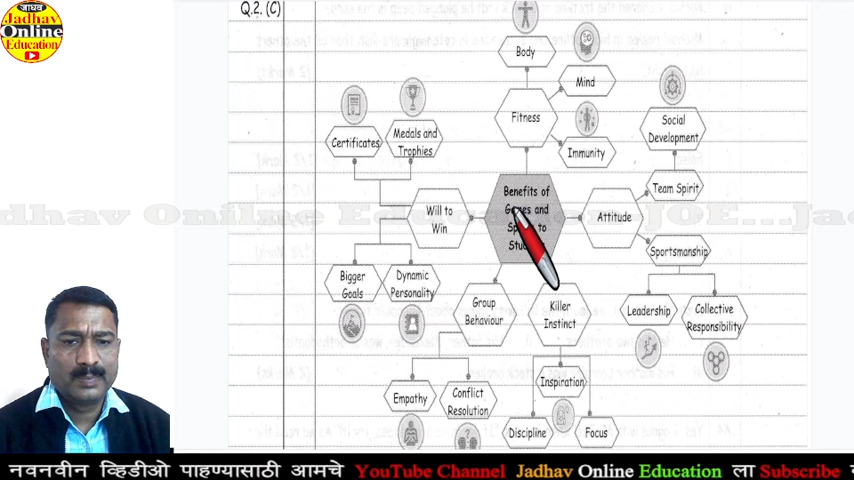 जाधव
Jadhav
Online
Education
Q.2. (C)
Body
Mind
Fitness
Immunity
Social
Development
Certificates
Medals and
Trophies
Benefits of
Games and
to
Team Spirit
Will to
Win
Attitude
Sportsmanship
Bigger
Goals
Dynamic
Personality
Group
Behaviour
Killer
Instinct
Leadership
Collective
Responsibility
Empathy
Conflict
Resolution
Inspiration
Discipline
Focus
नवनवीन व्हिडीओ पाहण्यासाठी आमचे YouTube Channel Jadhav Online Education ला Subscribe